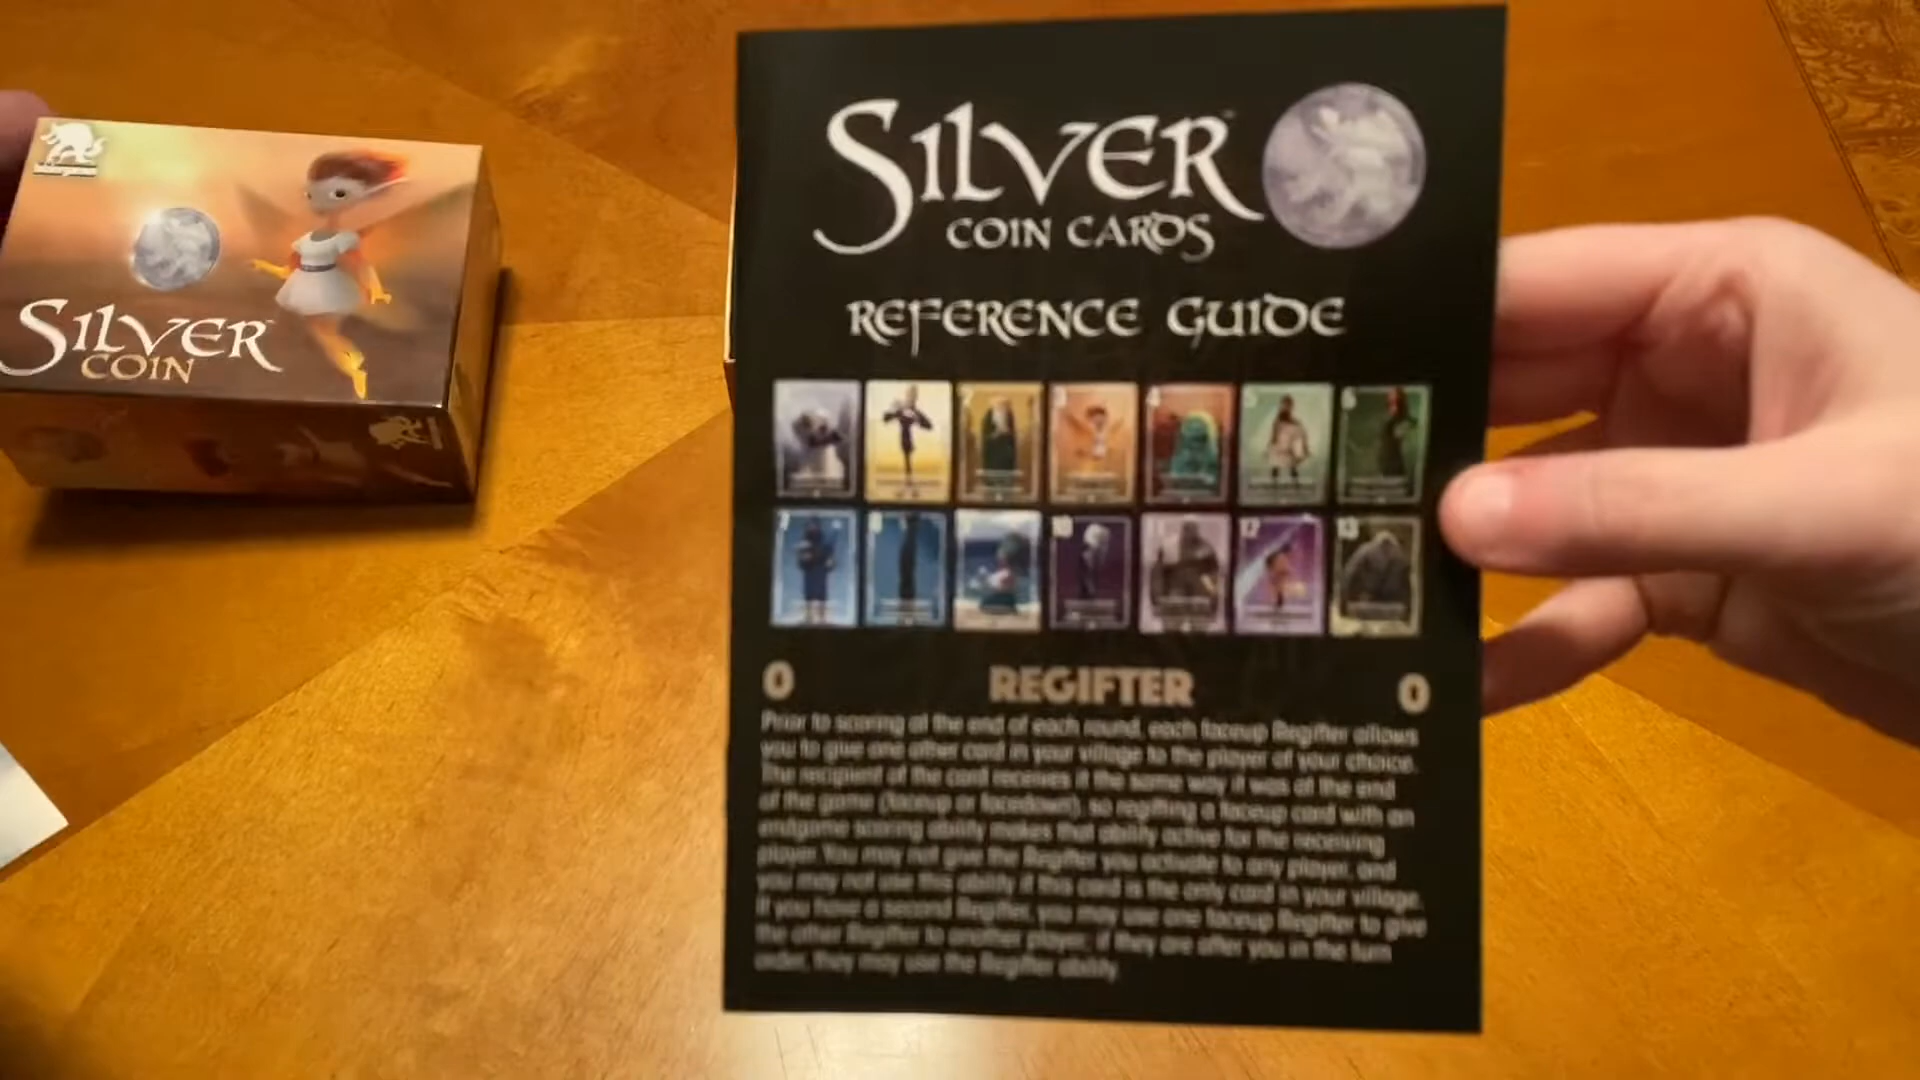 SILVER
COIN
SILVER™
COIN CARDS
REFERENCE GUIDE
0 REGIFTER 0
Prior to scoring at the end of each round, each faceup Regifter allows
you to give one other card in your village to the player of your choice.
The recipient of the card receives it the same way it was at the end
of the game (faceup or facedown), so regifting a faceup card with an
endgame scoring ability makes that ability active for the receiving
player. You may not give the Regifter you activate to any player, and
you may not use this ability if this card is the only card in your village.
If you have a second Regifter, you may use one faceup Regifter to give
the other Regifter to another player; if they are after you in the turn
order, they may use the Regifter ability.